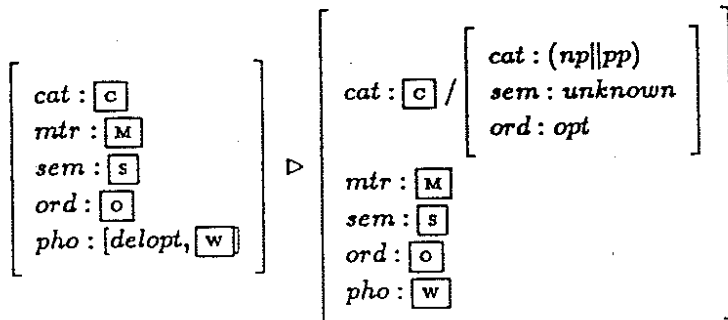 cat : C
mtr : M
sem : S
ord : O
pho : [delopt, W]
▷
cat : C /
cat : (np||pp)
sem : unknown
ord : opt
mtr : M
sem : S
ord : O
pho : W